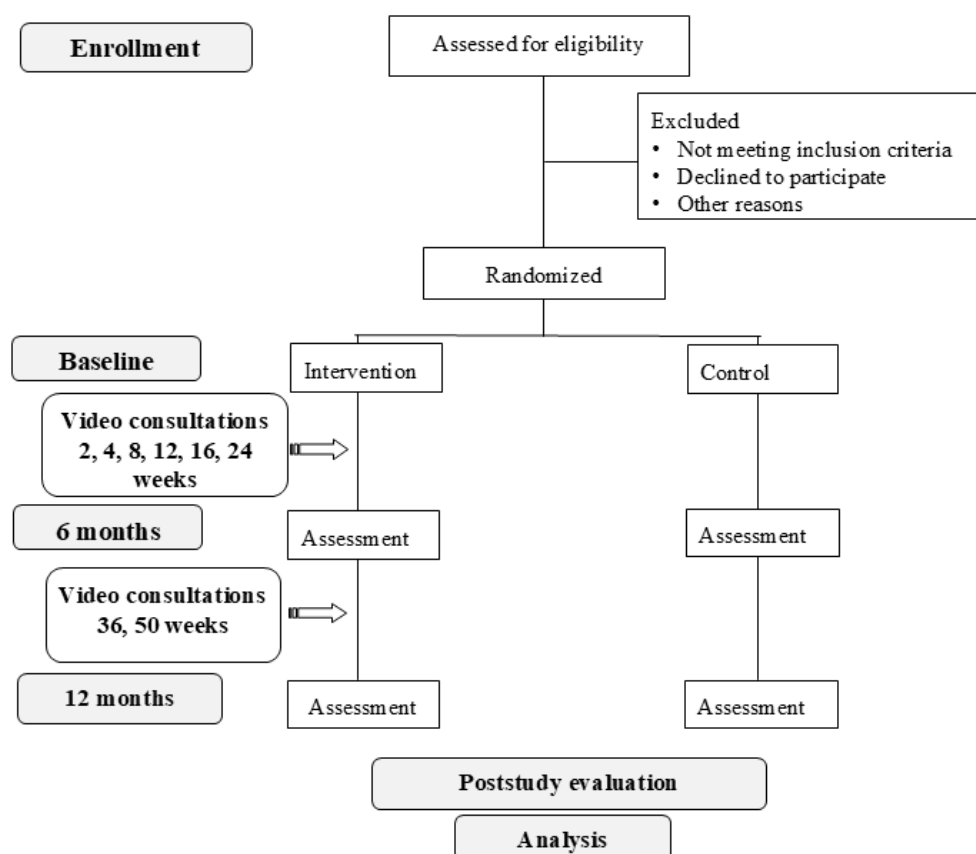 Enrollment
Assessed for eligibility
Excluded
• Not meeting inclusion criteria
• Declined to participate
• Other reasons
Randomized
Baseline
Intervention
Control
Video consultations
2, 4, 8, 12, 16, 24
weeks
6 months
Assessment
Assessment
Video consultations
36, 50 weeks
12 months
Assessment
Assessment
Poststudy evaluation
Analysis